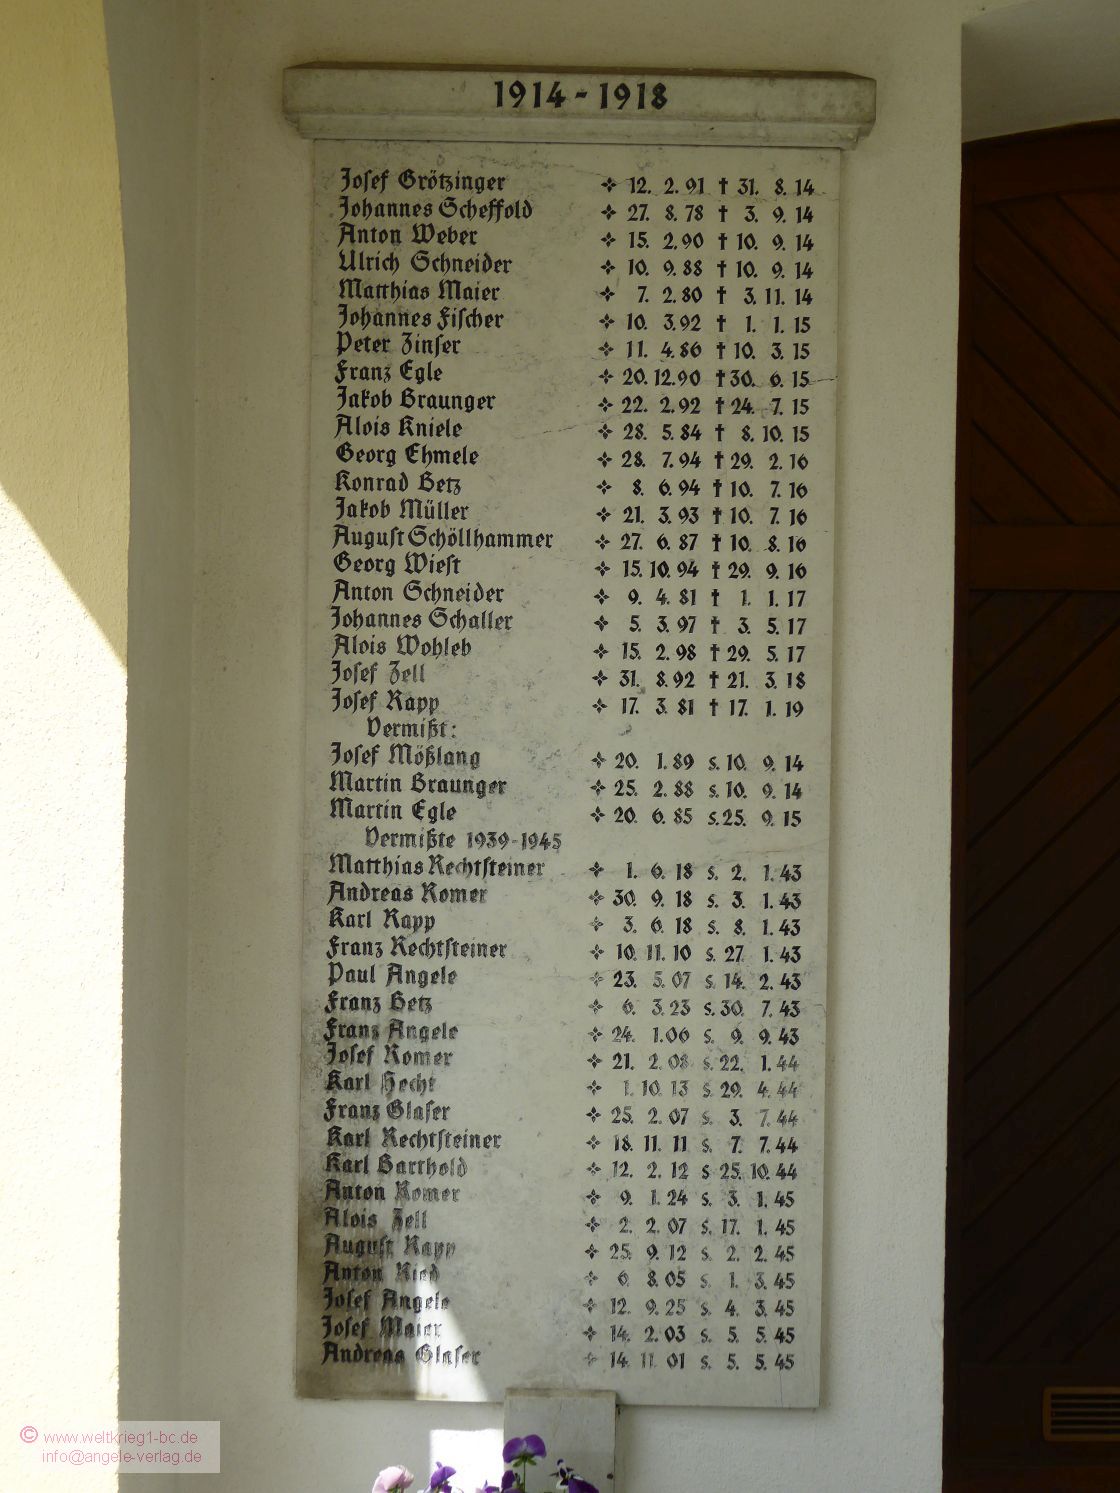 1914 - 1918
Josef Grötzinger ✧ 12. 2. 91 † 31. 8. 14
Johannes Scheffold ✧ 27. 8. 78 † 3. 9. 14
Anton Weber ✧ 15. 2. 90 † 10. 9. 14
Ulrich Schneider ✧ 10. 9. 88 † 10. 9. 14
Matthias Maier ✧ 7. 2. 80 † 3. 11. 14
Johannes Fischer ✧ 10. 3. 92 † 1. 1. 15
Peter Zinser ✧ 11. 4. 86 † 10. 3. 15
Franz Egle ✧ 20. 12. 90 † 30. 6. 15
Jakob Braunger ✧ 22. 2. 92 † 24. 7. 15
Alois Kniele ✧ 28. 5. 84 † 8. 10. 15
Georg Ehmele ✧ 28. 7. 94 † 29. 2. 16
Konrad Betz ✧ 8. 6. 94 † 10. 7. 16
Jakob Müller ✧ 21. 3. 93 † 10. 7. 16
August Schöllhammer ✧ 27. 6. 87 † 10. 8. 16
Georg Wiest ✧ 15. 10. 94 † 29. 9. 16
Anton Schneider ✧ 9. 4. 81 † 1. 1. 17
Johannes Schaller ✧ 5. 3. 97 † 3. 5. 17
Alois Wohleb ✧ 15. 2. 98 † 29. 5. 17
Josef Zell ✧ 31. 8. 92 † 21. 3. 18
Josef Rapp ✧ 17. 3. 81 † 17. 1. 19
Vermißt:
Josef Mößlang ✧ 20. 1. 89 s. 10. 9. 14
Martin Braunger ✧ 25. 2. 88 s. 10. 9. 14
Martin Egle ✧ 20. 6. 85 s. 25. 9. 15
Vermißte 1939-1945
Matthias Rechtsteiner ✧ 1. 6. 18 s. 2. 1. 43
Andreas Romer ✧ 30. 9. 18 s. 3. 1. 43
Karl Rapp ✧ 3. 6. 18 s. 8. 1. 43
Franz Rechtsteiner ✧ 10. 11. 10 s. 27 1. 43
Paul Angele ✧ 23. 5. 07 s. 14. 2. 43
Franz Betz ✧ 6. 3. 23 s. 30. 7. 43
Franz Angele ✧ 24. 1. 06 s. 9. 9. 43
Josef Romer ✧ 21. 2. 08 s. 22. 1. 44
Karl Hecht ✧ 1. 10. 13 s. 29. 4. 44
Franz Glaser ✧ 25. 2. 07 s. 3. 7. 44
Karl Rechtsteiner ✧ 18. 11. 11 s. 7. 7. 44
Karl Barthold ✧ 12. 2. 12 s 25. 10. 44
Anton Romer ✧ 9. 1. 24 s. 3. 1. 45
Alois Zell ✧ 2. 2. 07 s. 17. 1. 45
August Rapp ✧ 25. 9. 12 s. 2. 2. 45
Anton Ried ✧ 6. 8. 05 s. 1. 3. 45
Josef Angele ✧ 12. 9. 25 s. 4. 3. 45
Josef Maier ✧ 14. 2. 03 s. 5. 5. 45
Andreas Glaser ✧ 14. 11. 01 s. 5. 5. 45
© www.weltkrieg1-bc.de
info@angele-verlag.de